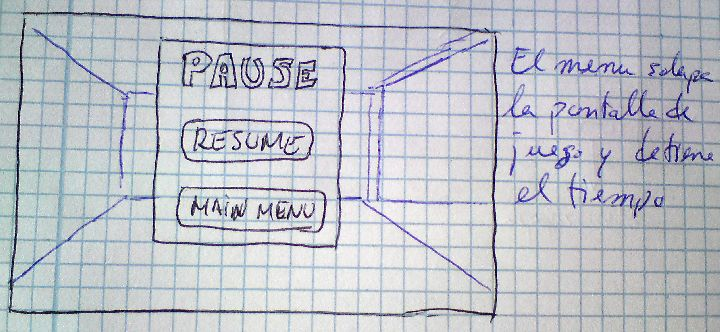 PAUSE
RESUME
MAIN MENU
El menu solapa
la pantalla de
juego y detiene
el tiempo